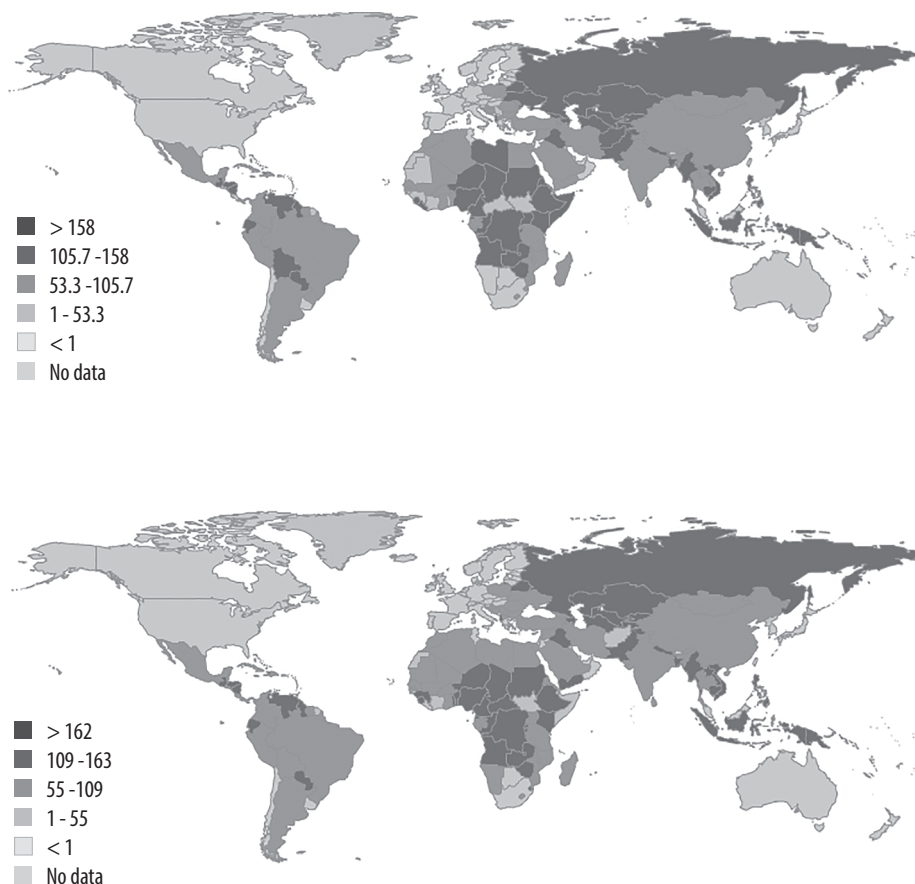 > 158
105.7 -158
53.3 -105.7
1 - 53.3
< 1
No data
> 162
109 -163
55 -109
1 - 55
< 1
No data